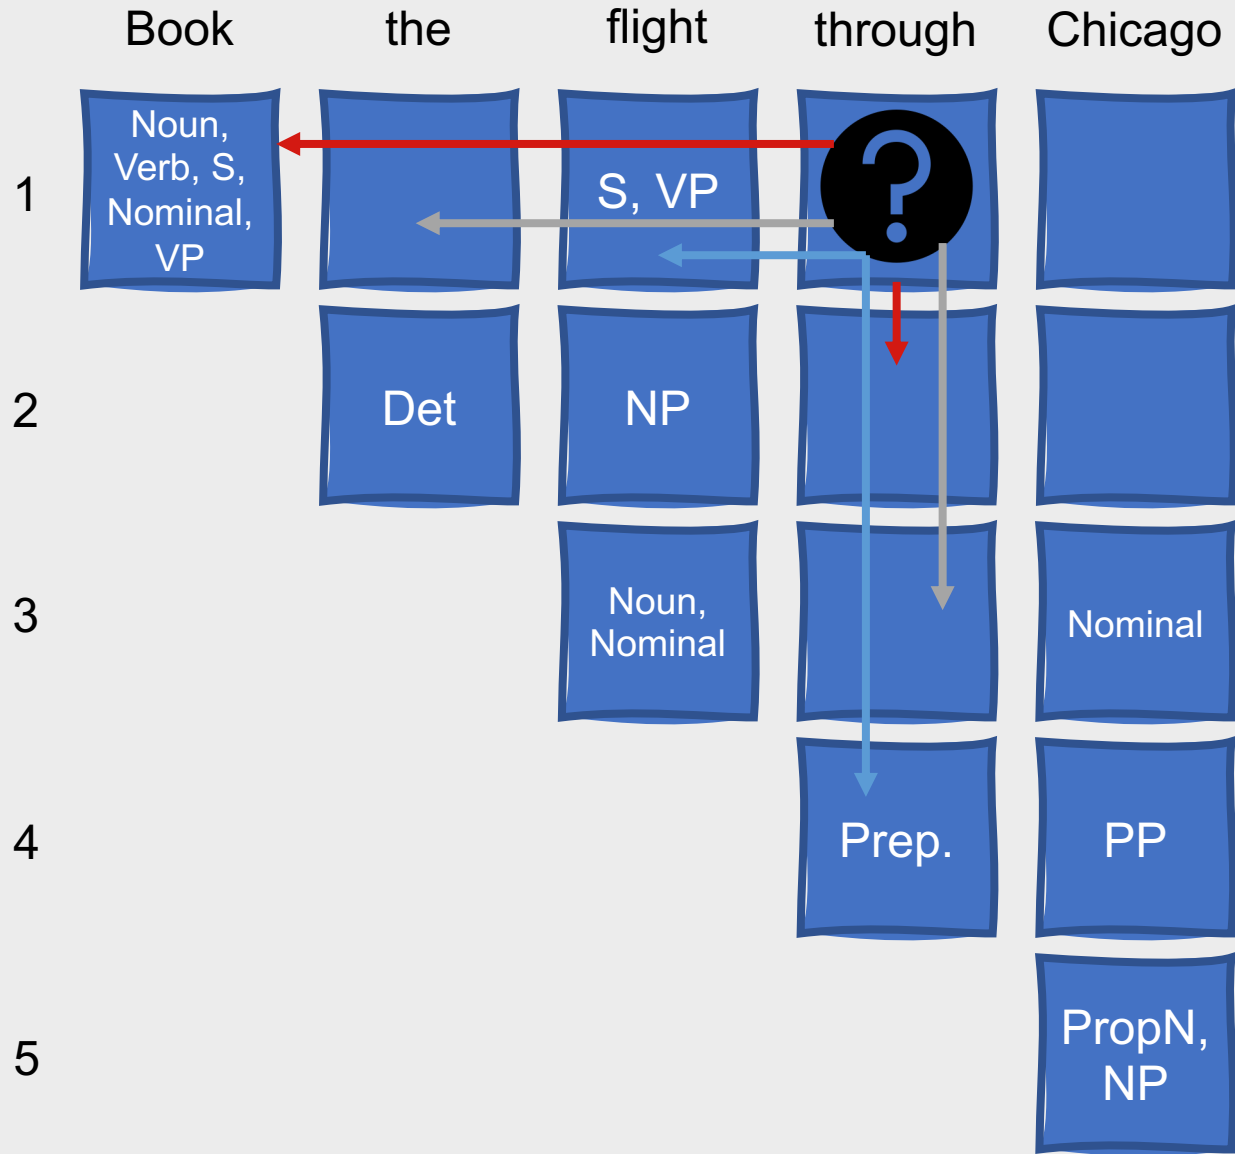 Book the flight through Chicago
1
Noun,
Verb, S,
Nominal,
VP
S, VP
?
2
Det
NP
3
Noun,
Nominal
Nominal
4
Prep.
PP
5
PropN,
NP